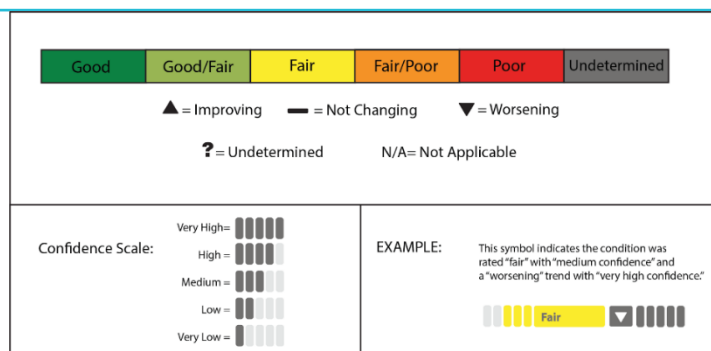 Good Good/Fair Fair Fair/Poor Poor Undetermined
▲ = Improving ▬ = Not Changing ▼ = Worsening
? = Undetermined N/A= Not Applicable
Confidence Scale:
Very High=
High =
Medium =
Low =
Very Low =
EXAMPLE:
This symbol indicates the condition was
rated “fair” with “medium confidence” and
a “worsening” trend with “very high confidence.”
Fair